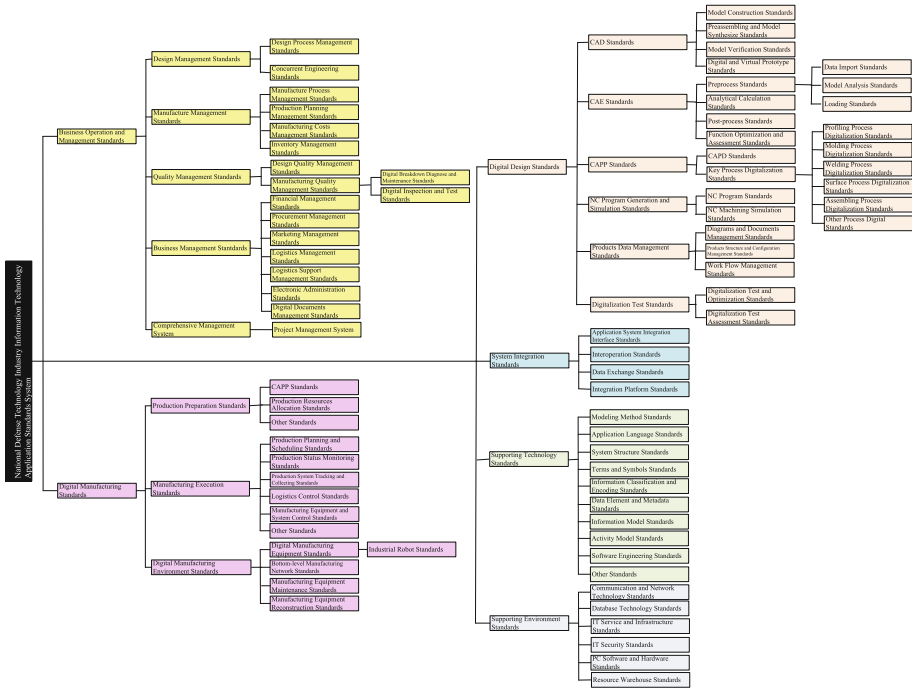 National Defense Technology Industry Information Technology
Application Standards System
Business Operation and
Management Standards
Design Management Standards
Design Process Management
Standards
Concurrent Engineering
Standards
Manufacture Management
Standards
Manufacture Process
Management Standards
Production Planning
Management Standards
Manufacturing Costs
Management Standards
Inventory Management
Standards
Quality Management Standards
Design Quality Management
Standards
Manufacturing Quality
Management Standards
Digital Breakdown Diagnose and
Maintenance Standards
Digital Inspection and Test
Standards
Business Management Stantdards
Financial Management
Standards
Procurement Management
Standards
Marketing Management
Standards
Logistics Management
Standards
Logistics Support
Management Standards
Electronic Administration
Standards
Digital Documents
Management Standards
Comprehensive Management
System
Project Management System
Digital Manufacturing
Standards
Production Preparation Standards
CAPP Standards
Production Resources
Allocation Standards
Other Standards
Manufacturing Execution
Standards
Production Planning and
Scheduling Standards
Production Status Monitoring
Standards
Production System Tracking and
Collecting Standards
Logistics Control Standards
Manufacturing Equipment and
System Control Standards
Other Standards
Digital Manufacturing
Environment Standards
Digital Manufacturing
Equipment Standards
Industrial Robot Standards
Bottom-level Manufacturing
Network Standards
Manufacturing Equipment
Maintenance Standards
Manufacturing Equipment
Reconstruction Standards
Digital Design Standards
CAD Standards
Model Construction Standards
Preassembling and Model
Synthesize Standards
Model Verification Standards
Digital and Virtual Prototype
Standards
CAE Standards
Preprocess Standards
Data Import Standards
Model Analysis Standards
Loading Standards
Analytical Calculation
Standards
Post-process Standards
Function Optimization and
Assessment Standards
CAPP Standards
CAPD Standards
Key Process Digitalization
Standards
Profiling Process
Digitalization Standards
Molding Process
Digitalization Standards
Welding Process
Digitalization Standards
Surface Process Digitalization
Standards
Assembling Process
Digitalization Standards
Other Process Digital Standards
NC Program Generation and
Simulation Standards
NC Program Standards
NC Machining Simulation
Standards
Products Data Management
Standards
Diagrams and Documents
Management Standards
Products Structure and Configuration
Management Standards
Work Flow Management
Standards
Digitalization Test Standards
Digitalization Test and
Optimization Standards
Digitalization Test
Assessment Standards
System Integration
Standards
Application System Integration
Interface Standards
Interoperation Standards
Data Exchange Standards
Integration Platform Standards
Supporting Technology
Standards
Modeling Method Standards
Application Language Standards
System Structure Standards
Terms and Symbols Standards
Information Classification and
Encoding Standards
Data Element and Metadata
Standards
Information Model Standards
Activity Model Standards
Software Engineering Standards
Other Standards
Supporting Environment
Standards
Communication and Network
Technology Standards
Database Technology Standards
IT Service and Infrastructure
Standards
IT Security Standards
PC Software and Hardware
Standards
Resource Warehouse Standards